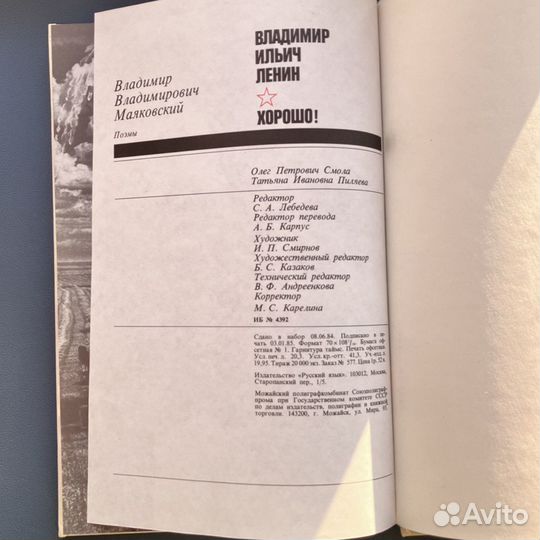 Владимир
Владимирович
Маяковский
Поэмы
ВЛАДИМИР
ИЛЬИЧ
ЛЕНИН
ХОРОШО!
Олег Петрович Смола
Татьяна Ивановна Пиляева
Редактор
С. А. Лебедева
Редактор перевода
А. Б. Карпус
Художник
И. П. Смирнов
Художественный редактор
Б. С. Казаков
Технический редактор
В. Ф. Андреенкова
Корректор
М. С. Карелина
ИБ № 4392
Сдано в набор 08.06.84. Подписано в пе-
чать 03.01.85. Формат 70 × 108/ Бумага оф-
сетная № 1. Гарнитура таймс. Печать офсетная.
Усл. печ. л. 20,3. Усл. кр.-отт. 41,3. Уч.-изд. л.
19,95. Тираж 20 000 экз. Заказ № 577. Цена 1р. 52 к.
Издательство «Русский язык». 103012, Москва,
Старопанский пер., 1/5.
Можайский полиграфкомбинат Союзполиграф-
прома при Государственном комитете СССР
по делам издательств, полиграфии и книжной
торговли. 143200, г. Можайск, ул. Мира, 93.
Avito